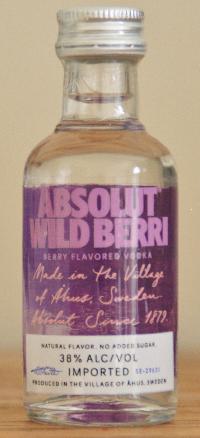 ABSOLUT
WILD BERRI
BERRY FLAVORED VODKA
Made in the Village
of Åhus, Sweden.
Absolut Since 1879.
NATURAL FLAVOR. NO ADDED SUGAR.
38% ALC/VOL
IMPORTED
PRODUCED IN THE VILLAGE OF ÅHUS, SWEDEN